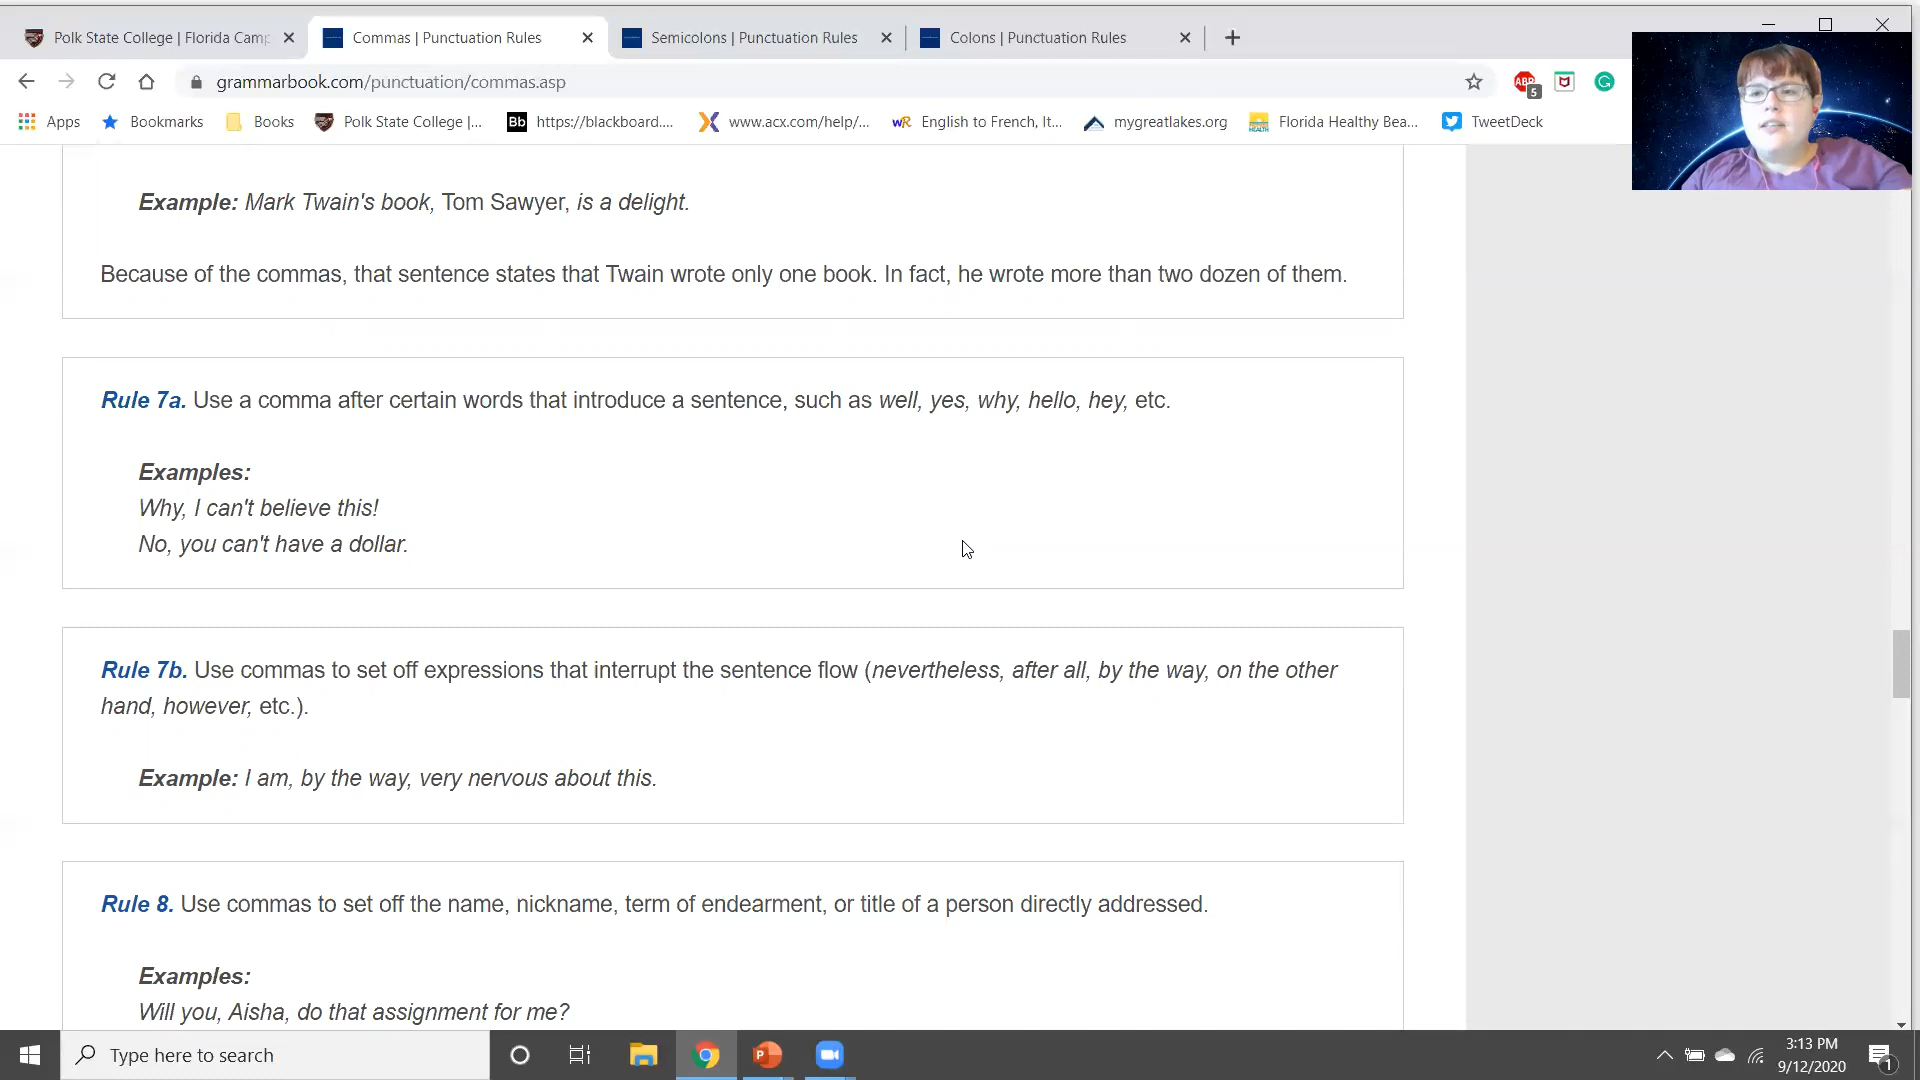 Polk State College | Florida Camp
Commas | Punctuation Rules
Semicolons | Punctuation Rules
Colons | Punctuation Rules
grammarbook.com/punctuation/commas.asp
ABP
5
G
Apps
Bookmarks
Books
Polk State College |...
Bb
https://blackboard....
www.acx.com/help/...
wR
English to French, It...
mygreatlakes.org
HEALTH
Florida Healthy Bea...
TweetDeck
Example: Mark Twain's book, Tom Sawyer, is a delight.
Because of the commas, that sentence states that Twain wrote only one book. In fact, he wrote more than two dozen of them.
Rule 7a. Use a comma after certain words that introduce a sentence, such as well, yes, why, hello, hey, etc.
Examples:
Why, I can't believe this!
No, you can't have a dollar.
Rule 7b. Use commas to set off expressions that interrupt the sentence flow (nevertheless, after all, by the way, on the other
hand, however, etc.).
Example: I am, by the way, very nervous about this.
Rule 8. Use commas to set off the name, nickname, term of endearment, or title of a person directly addressed.
Examples:
Will you, Aisha, do that assignment for me?
Type here to search
P
3:13 PM
9/12/2020
1